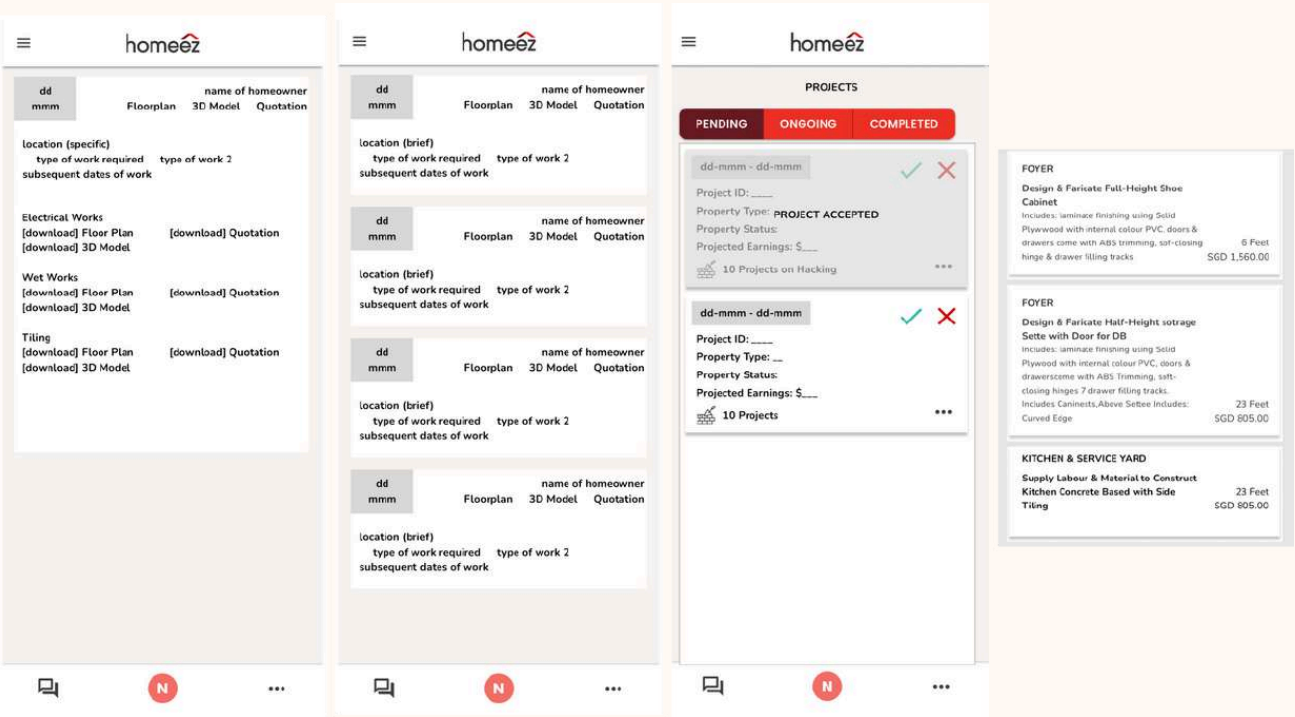 homeez
dd
mmm
name of homeowner
Floorplan 3D Model Quotation
location (specific)
type of work required type of work 2
subsequent dates of work
Electrical Works
[download] Floor Plan [download] Quotation
[download] 3D Model
Wet Works
[download] Floor Plan [download] Quotation
[download] 3D Model
Tiling
[download] Floor Plan [download] Quotation
[download] 3D Model
N
homeez
dd
mmm
name of homeowner
Floorplan 3D Model Quotation
location (brief)
type of work required type of work 2
subsequent dates of work
dd
mmm
name of homeowner
Floorplan 3D Model Quotation
location (brief)
type of work required type of work 2
subsequent dates of work
dd
mmm
name of homeowner
Floorplan 3D Model Quotation
location (brief)
type of work required type of work 2
subsequent dates of work
dd
mmm
name of homeowner
Floorplan 3D Model Quotation
location (brief)
type of work required type of work 2
subsequent dates of work
N
homeez
PROJECTS
PENDING ONGOING COMPLETED
dd-mmm - dd-mmm
Project ID: ____
Property Type: PROJECT ACCEPTED
Property Status:
Projected Earnings: $___
10 Projects on Hacking
dd-mmm - dd-mmm
Project ID: ____
Property Type: __
Property Status:
Projected Earnings: $___
10 Projects
N
FOYER
Design & Faricate Full-Height Shoe
Cabinet
Includes: laminate finishing using Solid
Plywwood with internal colour PVC, doors &
drawers come with ABS trimming, sof-closing 6 Feet
hinge & drawer filling tracks SGD 1,560.00
FOYER
Design & Faricate Half-Height sotrage
Sette with Door for DB
Includes: laminate finishing using Solid
Plywood with internal colour PVC, doors &
drawerscome with ABS Trimming, soft-
closing hinges 7 drawer filling tracks.
Includes Caninests,Above Settee Includes: 23 Feet
Curved Edge SGD 805.00
KITCHEN & SERVICE YARD
Supply Labour & Material to Construct
Kitchen Concrete Based with Side 23 Feet
Tiling SGD 805.00